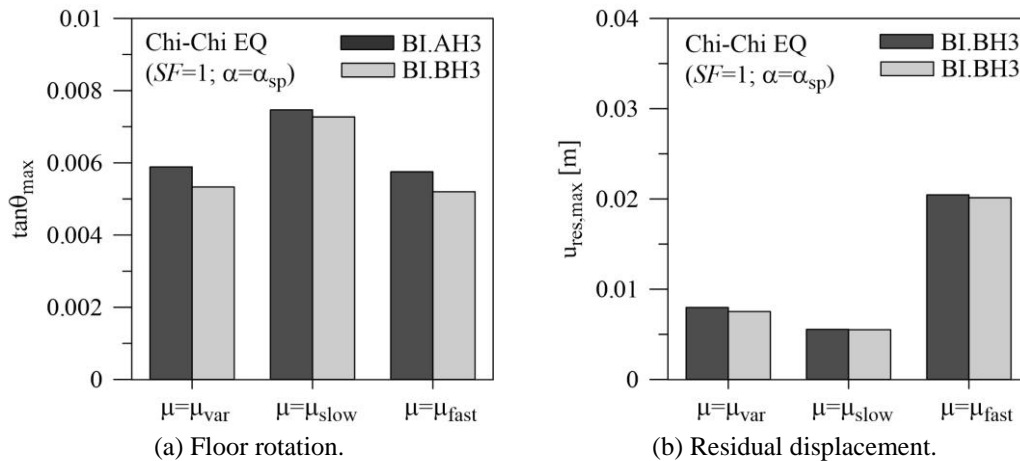 0.01
0.008
0.006
0.004
0.002
0
tanθmax
Chi-Chi EQ
(SF=1; α=αsp)
BI.AH3
BI.BH3
μ=μvar
μ=μslow
μ=μfast
(a) Floor rotation.
0.04
0.03
0.02
0.01
0
ures,max [m]
Chi-Chi EQ
(SF=1; α=αsp)
BI.BH3
BI.BH3
μ=μvar
μ=μslow
μ=μfast
(b) Residual displacement.